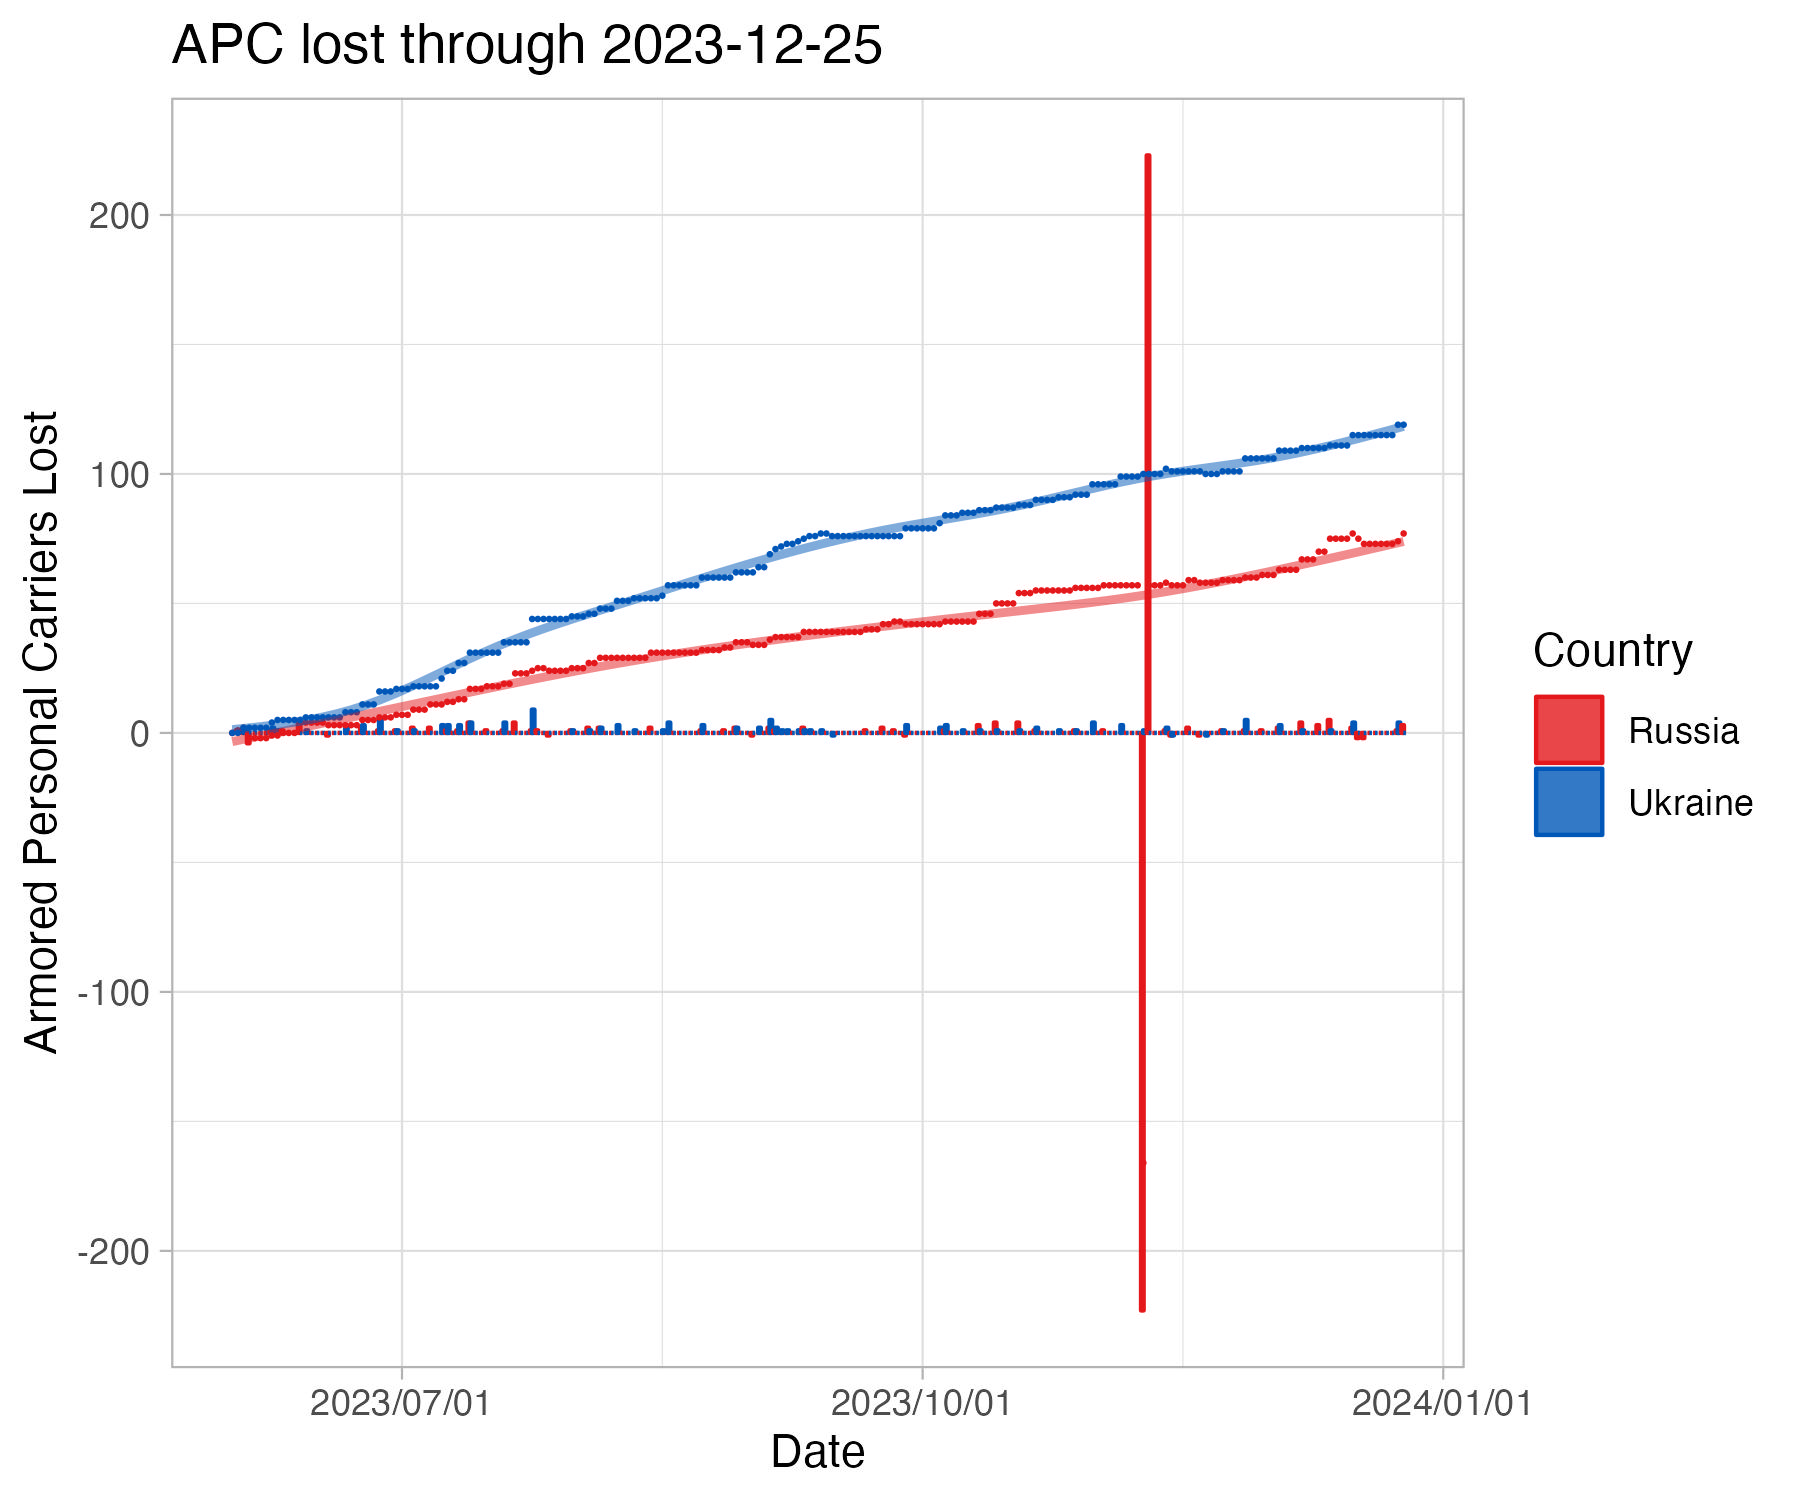 APC lost through 2023-12-25
Armored Personal Carriers Lost
200
100
0
-100
-200
2023/07/01
2023/10/01
2024/01/01
Date
Country
Russia
Ukraine